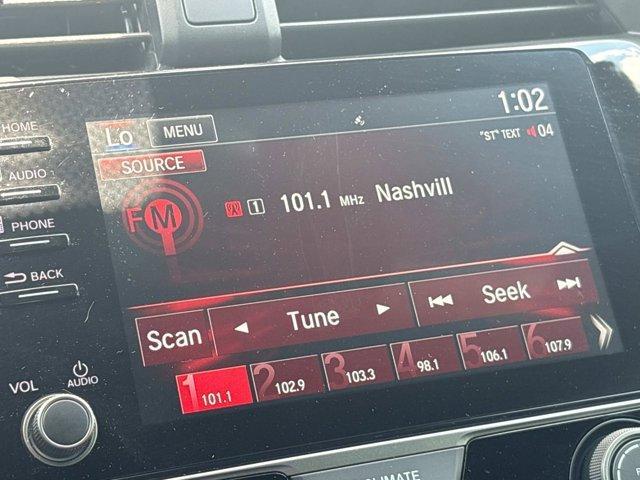 HOME
AUDIO
PHONE
BACK
VOL
AUDIO
Lo
MENU
1:02
"ST" TEXT 04
SOURCE
FM
1 101.1 MHz Nashvill
Scan
Tune
Seek
1 101.1
2 102.9
3 103.3
4 98.1
5 106.1
6 107.9
CLIMATE